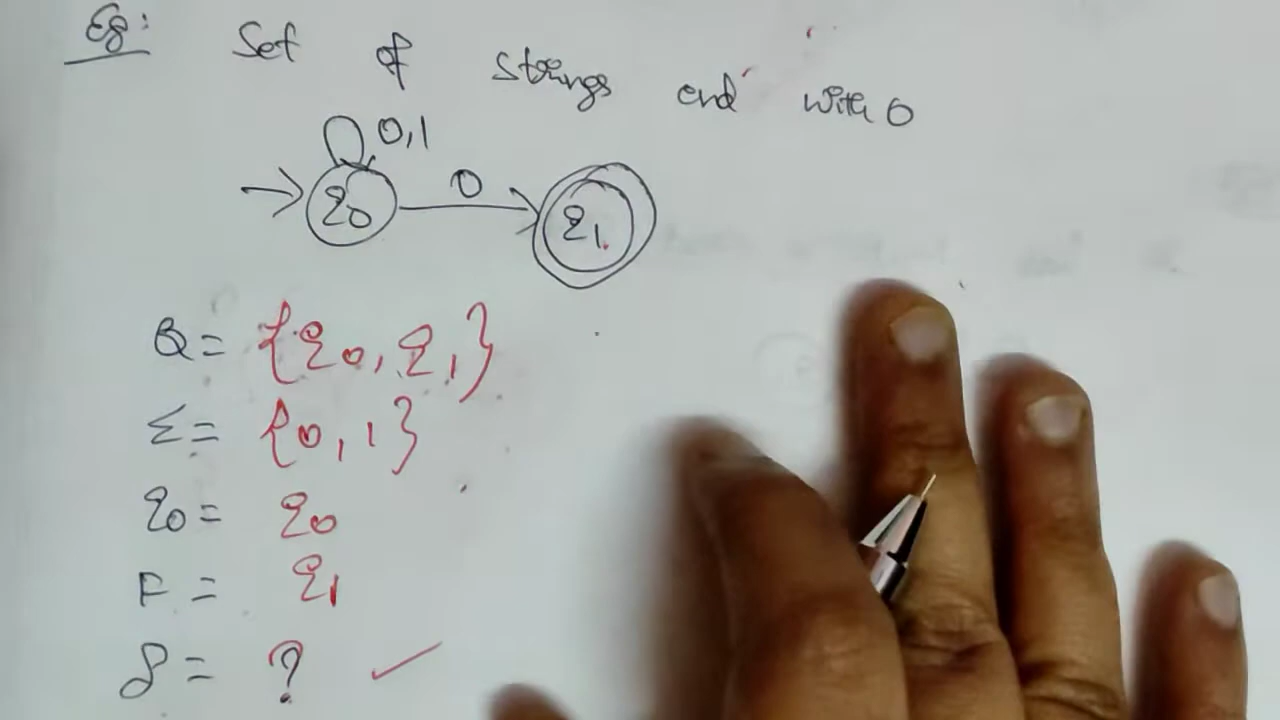 Eg: Set of strings end with 0
0,1
0
q0
q1
Q = {q0, q1}
Σ = {0, 1}
q0 = q0
F = q1
δ = ? ✓